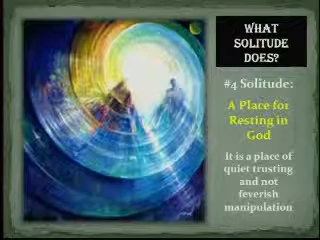 WHAT
SOLITUDE
DOES?
#4 Solitude:
A Place for
Resting in
God
It is a place of
quiet trusting
and not
feverish
manipulation